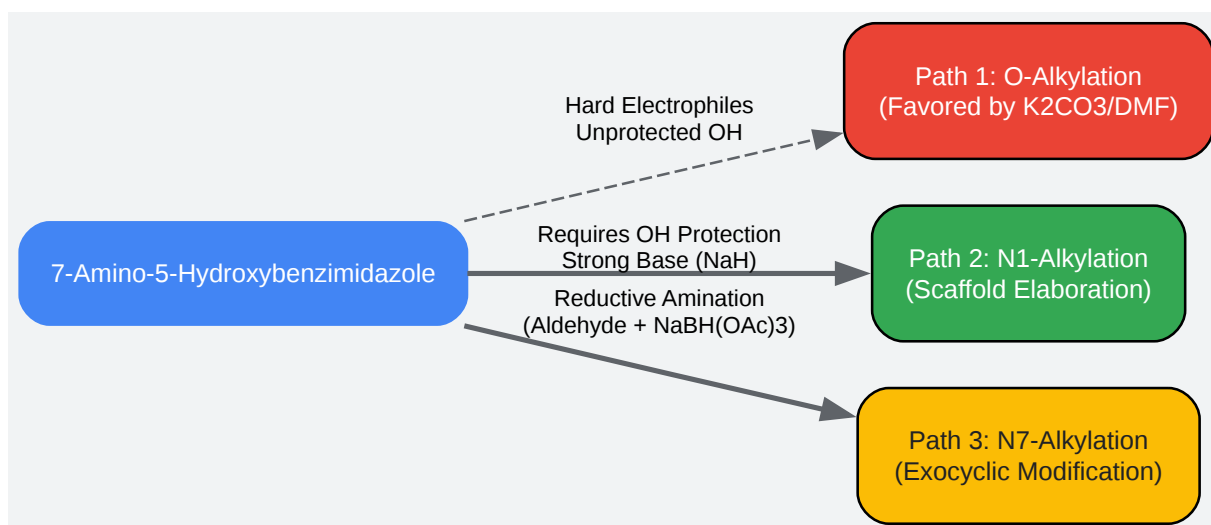 7-Amino-5-Hydroxybenzimidazole
Hard Electrophiles
Unprotected OH
Path 1: O-Alkylation
(Favored by K2CO3/DMF)
Requires OH Protection
Strong Base (NaH)
Path 2: N1-Alkylation
(Scaffold Elaboration)
Reductive Amination
(Aldehyde + NaBH(OAc)3)
Path 3: N7-Alkylation
(Exocyclic Modification)